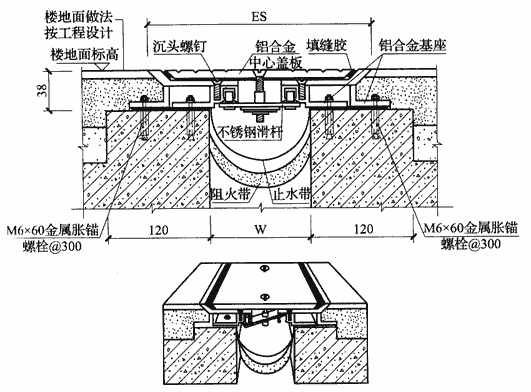 楼地面做法
按工程设计
楼地面标高
ES
沉头螺钉
铝合金
中心盖板
填缝胶
铝合金基座
38
不锈钢滑杆
阻火带
止水带
M6×60金属胀锚
螺栓@300
120
W
120
M6×60金属胀锚
螺栓@300